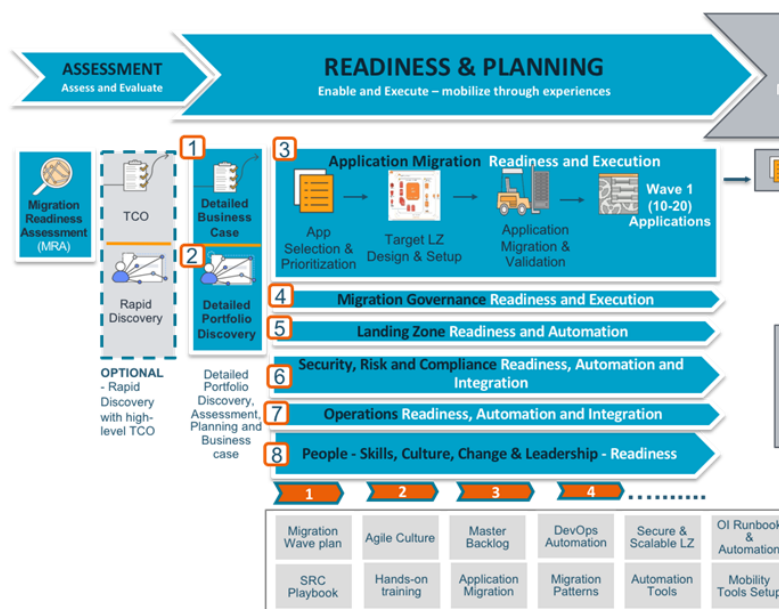 ASSESSMENT
Assess and Evaluate
READINESS & PLANNING
Enable and Execute – mobilize through experiences
Migration
Readiness
Assessment
(MRA)
TCO
Rapid
Discovery
OPTIONAL
- Rapid
Discovery
with high-
level TCO
1
Detailed
Business
Case
2
Detailed
Portfolio
Discovery
Detailed
Portfolio
Discovery,
Assessment,
Planning and
Business
case
3
Application Migration Readiness and Execution
App
Selection &
Prioritization
Target LZ
Design & Setup
Application
Migration &
Validation
Wave 1
(10-20)
Applications
4
Migration Governance Readiness and Execution
5
Landing Zone Readiness and Automation
6
Security, Risk and Compliance Readiness, Automation and
Integration
7
Operations Readiness, Automation and Integration
8
People - Skills, Culture, Change & Leadership - Readiness
1
2
3
4
Migration
Wave plan
Agile Culture
Master
Backlog
DevOps
Automation
Secure &
Scalable LZ
OI Runbook
&
Automation
SRC
Playbook
Hands-on
training
Application
Migration
Migration
Patterns
Automation
Tools
Mobility
Tools Setup